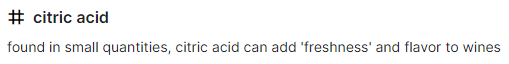 # citric acid
found in small quantities, citric acid can add 'freshness' and flavor to wines